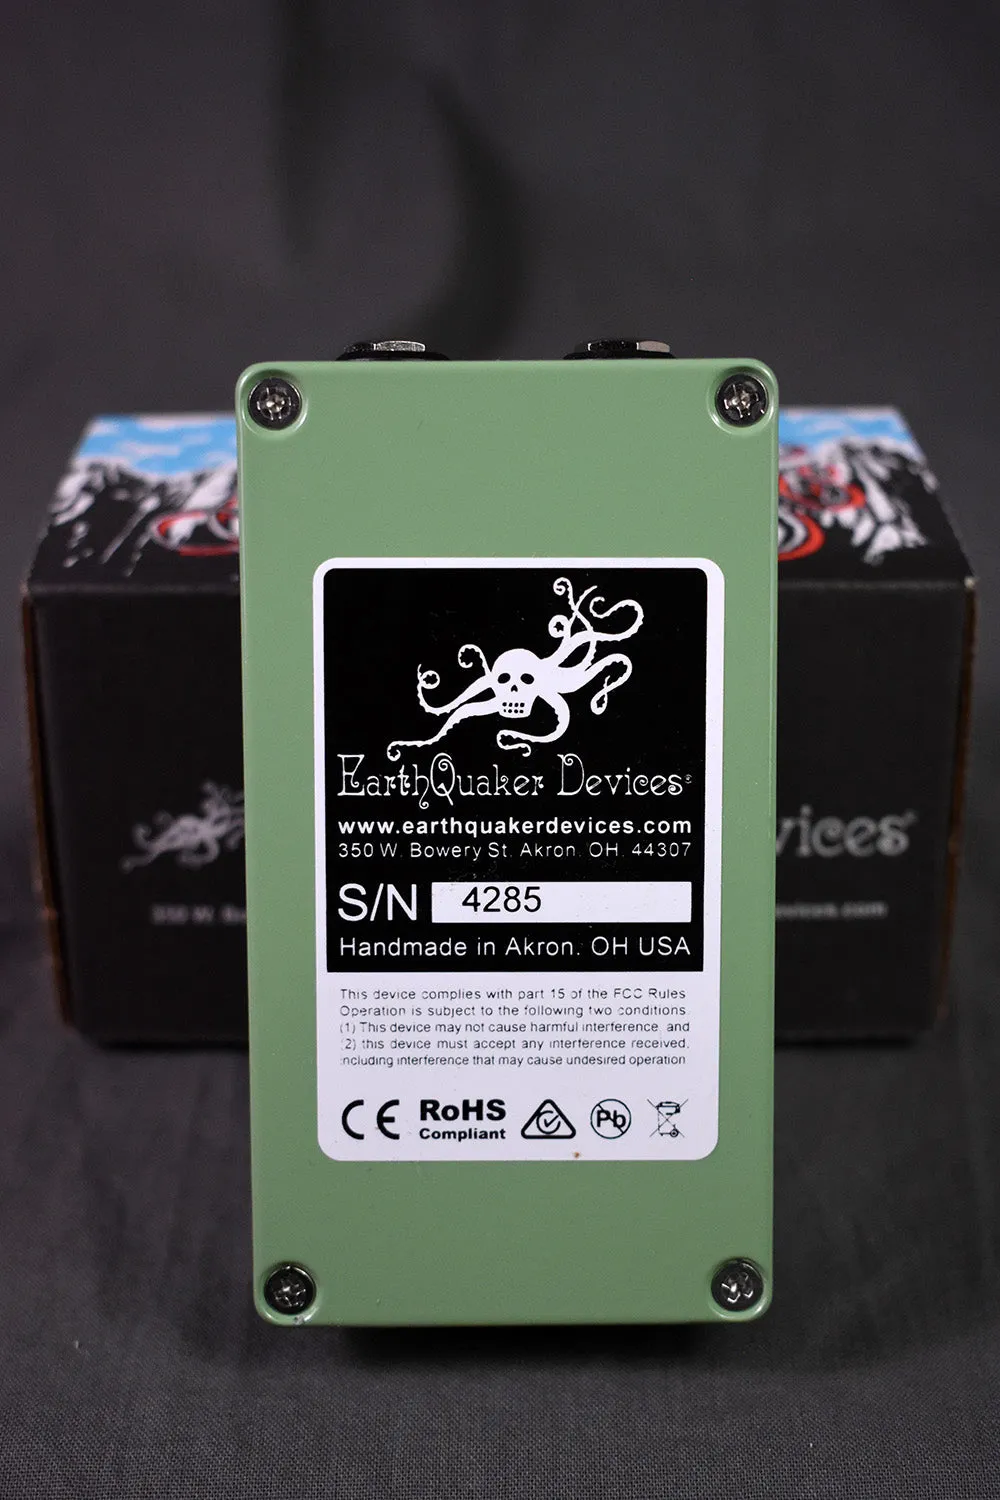 EarthQuaker Devices
www.earthquakerdevices.com
350 W. Bowery St. Akron. OH. 44307
S/N 4285
Handmade in Akron. OH USA
This device complies with part 15 of the FCC Rules
Operation is subject to the following two conditions.
(1) This device may not cause harmful interference, and
(2) this device must accept any interference received,
including interference that may cause undesired operation
CE RoHS
Compliant
Pb
vices
350 W.
evices.com